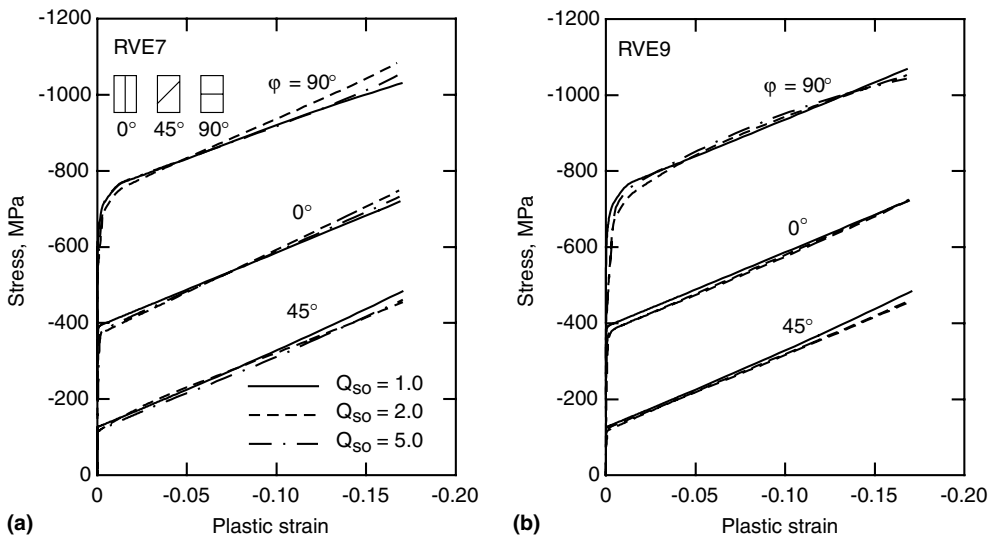 -1200
-1000
-800
-600
-400
-200
0
Stress, MPa
RVE7
0° 45° 90°
φ = 90°
0°
45°
Q_so = 1.0
Q_so = 2.0
Q_so = 5.0
0 -0.05 -0.10 -0.15 -0.20
(a) Plastic strain
-1200
-1000
-800
-600
-400
-200
0
Stress, MPa
RVE9
φ = 90°
0°
45°
0 -0.05 -0.10 -0.15 -0.20
(b) Plastic strain